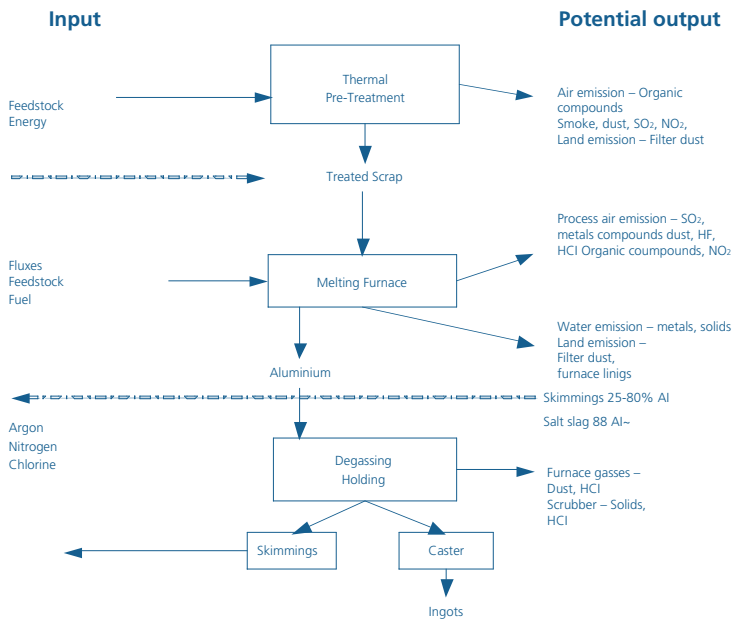 Input
Potential output
Thermal
Pre-Treatment
Feedstock
Energy
Air emission – Organic
compounds
Smoke, dust, SO₂, NO₂,
Land emission – Filter dust
Treated Scrap
Process air emission – SO₂,
metals compounds dust, HF,
HCI Organic coumpounds, NO₂
Fluxes
Feedstock
Fuel
Melting Furnace
Water emission – metals, solids
Land emission –
Filter dust,
furnace linigs
Aluminium
Skimmings 25-80% AI
Salt slag 88 AI~
Argon
Nitrogen
Chlorine
Degassing
Holding
Furnace gasses –
Dust, HCI
Scrubber – Solids,
HCI
Skimmings
Caster
Ingots